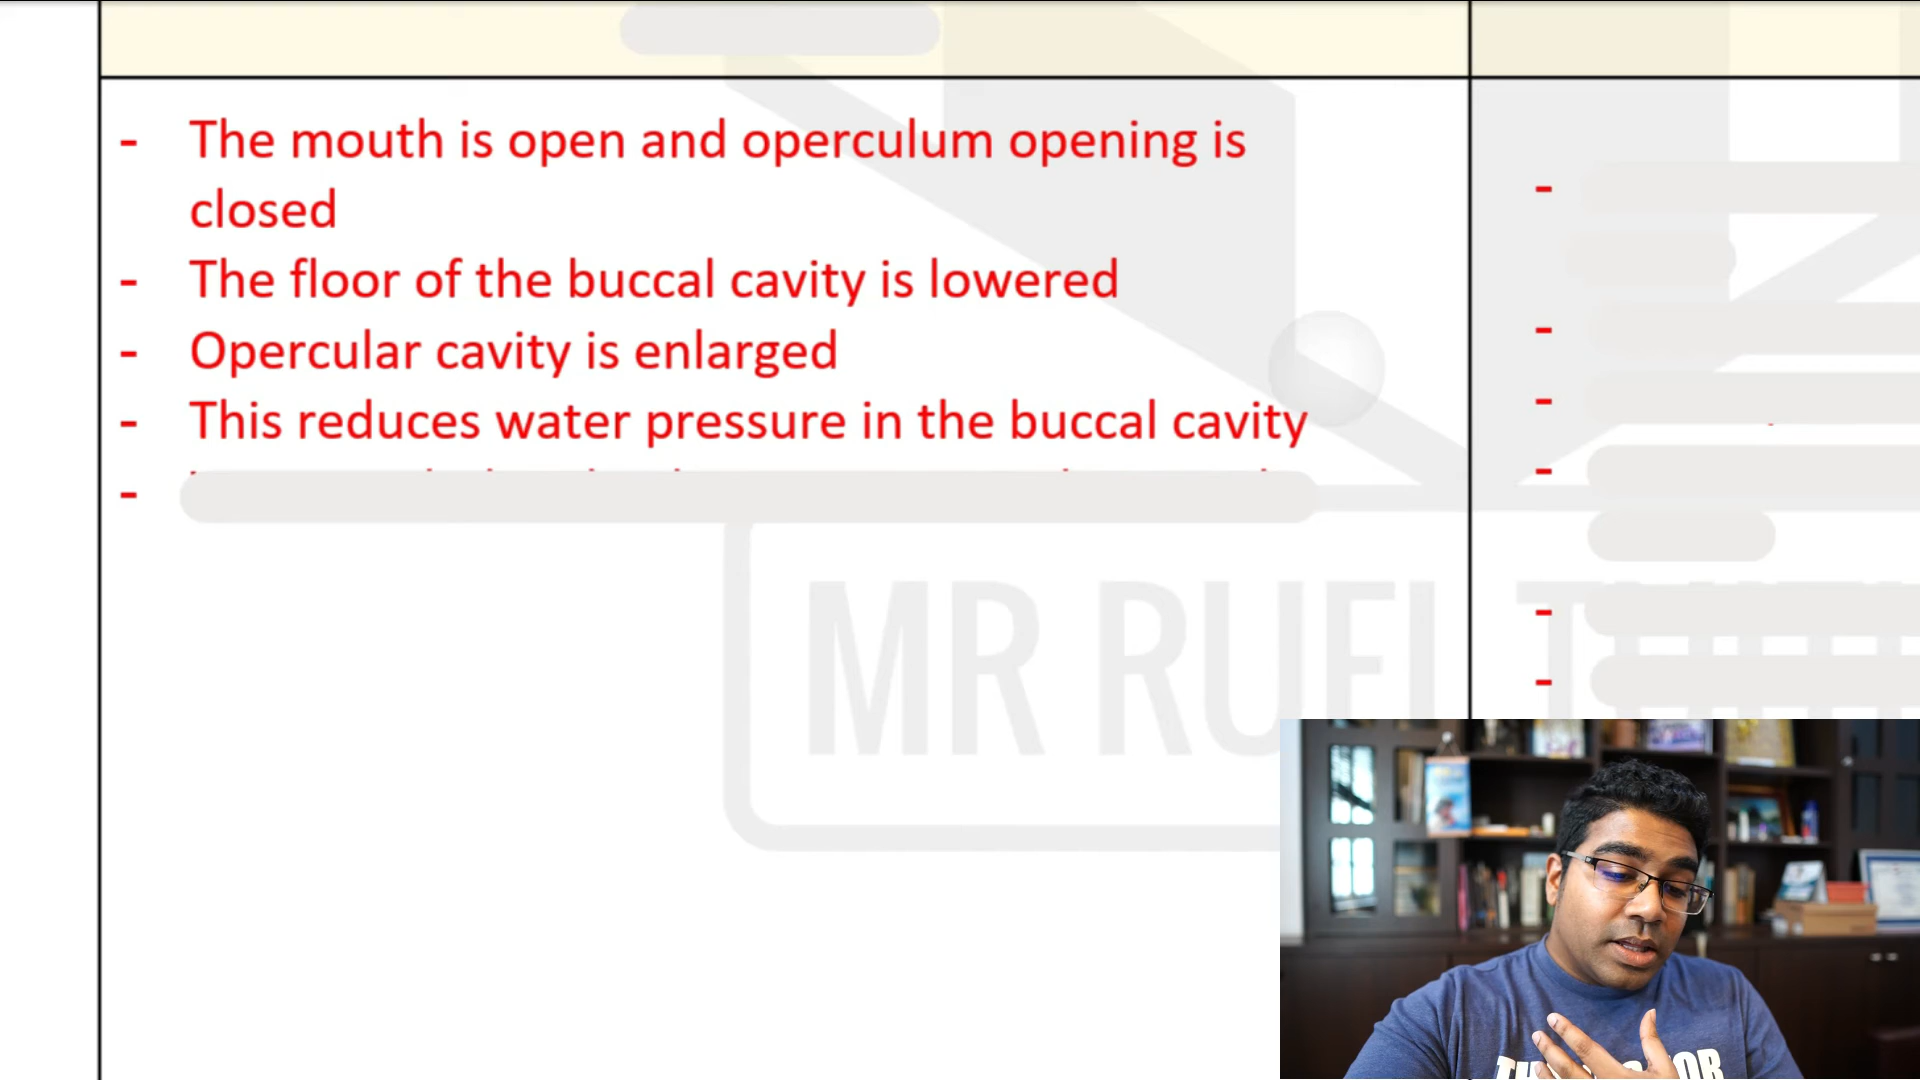 - The mouth is open and operculum opening is
closed
- The floor of the buccal cavity is lowered
- Opercular cavity is enlarged
- This reduces water pressure in the buccal cavity
-
-
-
-
-
-
-
MR RUEL